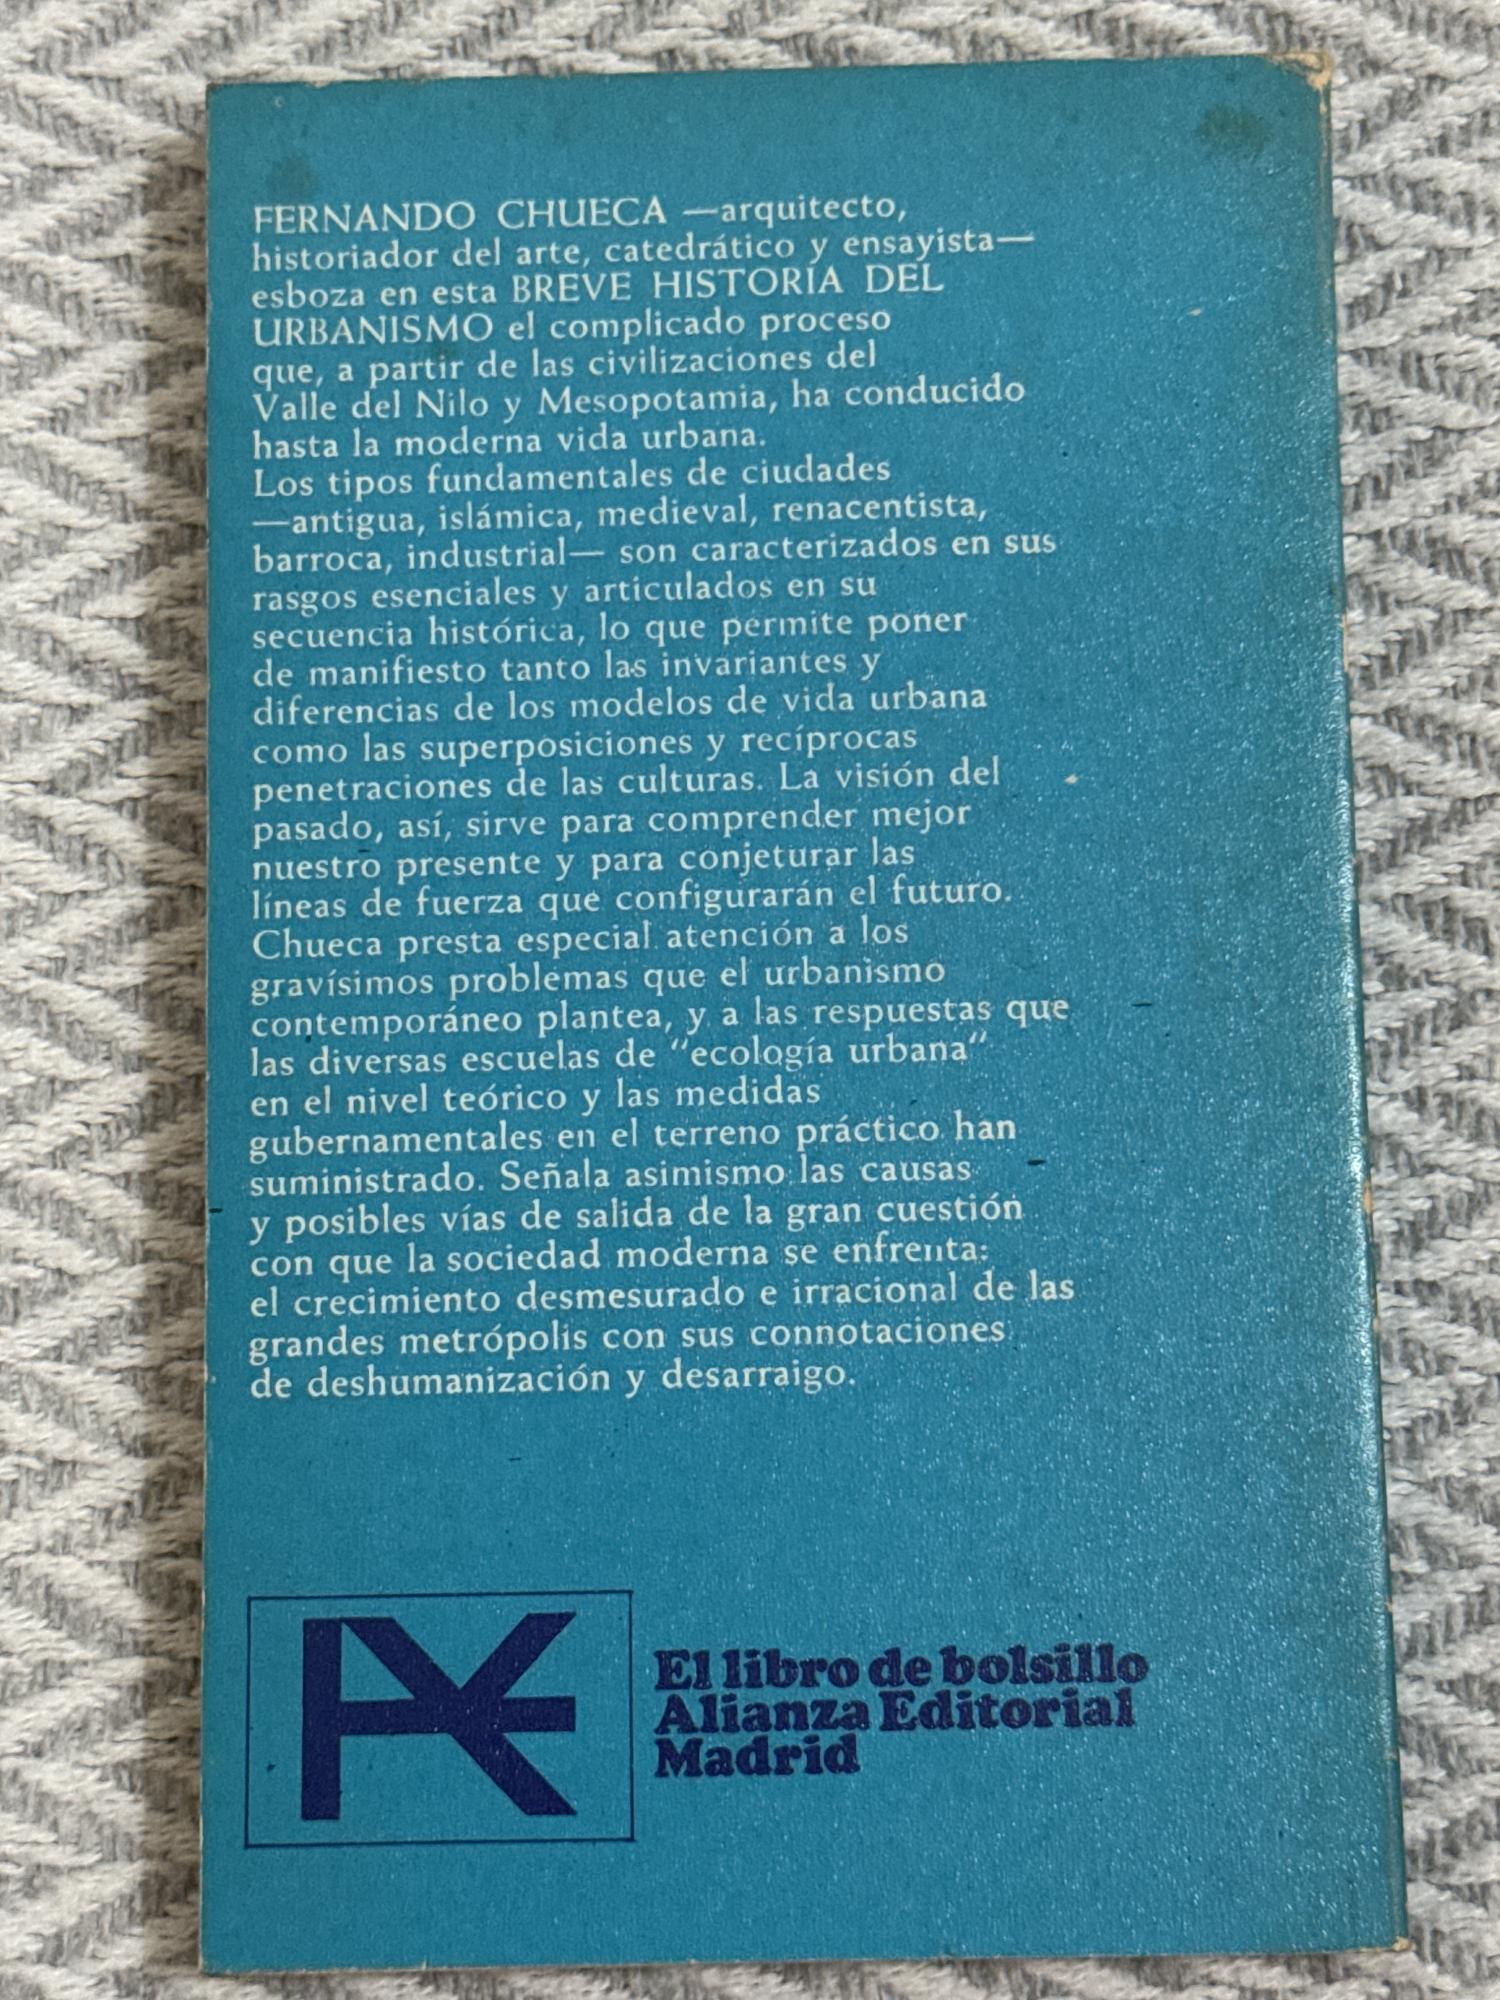 FERNANDO CHUECA —arquitecto,
historiador del arte, catedrático y ensayista—
esboza en esta BREVE HISTORIA DEL
URBANISMO el complicado proceso
que, a partir de las civilizaciones del
Valle del Nilo y Mesopotamia, ha conducido
hasta la moderna vida urbana.
Los tipos fundamentales de ciudades
—antigua, islámica, medieval, renacentista,
barroca, industrial— son caracterizados en sus
rasgos esenciales y articulados en su
secuencia histórica, lo que permite poner
de manifiesto tanto las invariantes y
diferencias de los modelos de vida urbana
como las superposiciones y recíprocas
penetraciones de las culturas. La visión del
pasado, así, sirve para comprender mejor
nuestro presente y para conjeturar las
líneas de fuerza que configurarán el futuro.
Chueca presta especial atención a los
gravísimos problemas que el urbanismo
contemporáneo plantea, y a las respuestas que
las diversas escuelas de “ecología urbana“
en el nivel teórico y las medidas
gubernamentales en el terreno práctico han
suministrado. Señala asimismo las causas
y posibles vías de salida de la gran cuestión
con que la sociedad moderna se enfrenta:
el crecimiento desmesurado e irracional de las
grandes metrópolis con sus connotaciones
de deshumanización y desarraigo.
El libro de bolsillo
Alianza Editorial
Madrid